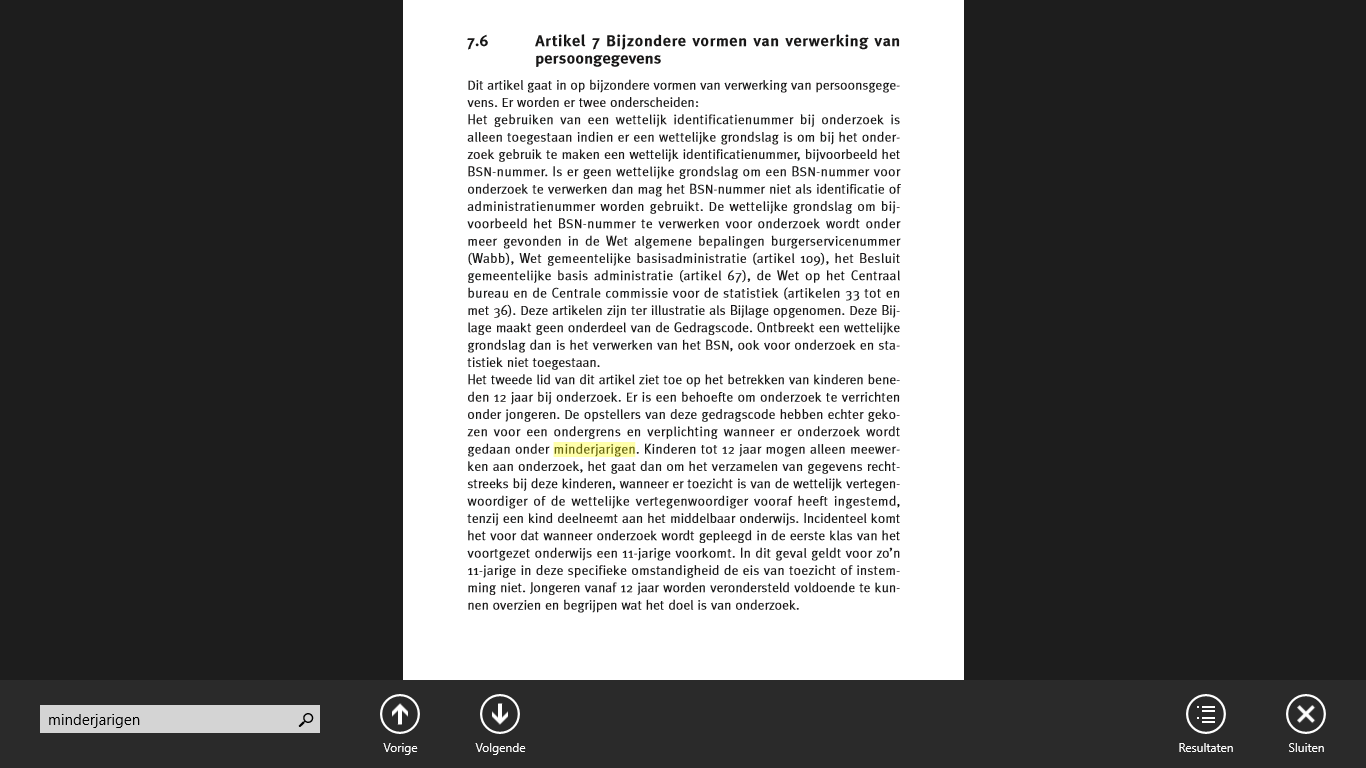 7.6 Artikel 7 Bijzondere vormen van verwerking van
persoongegevens
Dit artikel gaat in op bijzondere vormen van verwerking van persoonsgege-
vens. Er worden er twee onderscheiden:
Het gebruiken van een wettelijk identificatienummer bij onderzoek is
alleen toegestaan indien er een wettelijke grondslag is om bij het onder-
zoek gebruik te maken een wettelijk identificatienummer, bijvoorbeeld het
BSN-nummer. Is er geen wettelijke grondslag om een BSN-nummer voor
onderzoek te verwerken dan mag het BSN-nummer niet als identificatie of
administratienummer worden gebruikt. De wettelijke grondslag om bij-
voorbeeld het BSN-nummer te verwerken voor onderzoek wordt onder
meer gevonden in de Wet algemene bepalingen burgerservicenummer
(Wabb), Wet gemeentelijke basisadministratie (artikel 109), het Besluit
gemeentelijke basis administratie (artikel 67), de Wet op het Centraal
bureau en de Centrale commissie voor de statistiek (artikelen 33 tot en
met 36). Deze artikelen zijn ter illustratie als Bijlage opgenomen. Deze Bij-
lage maakt geen onderdeel van de Gedragscode. Ontbreekt een wettelijke
grondslag dan is het verwerken van het BSN, ook voor onderzoek en sta-
tistiek niet toegestaan.
Het tweede lid van dit artikel ziet toe op het betrekken van kinderen bene-
den 12 jaar bij onderzoek. Er is een behoefte om onderzoek te verrichten
onder jongeren. De opstellers van deze gedragscode hebben echter geko-
zen voor een ondergrens en verplichting wanneer er onderzoek wordt
gedaan onder minderjarigen. Kinderen tot 12 jaar mogen alleen meewer-
ken aan onderzoek, het gaat dan om het verzamelen van gegevens recht-
streeks bij deze kinderen, wanneer er toezicht is van de wettelijk vertegen-
woordiger of de wettelijke vertegenwoordiger vooraf heeft ingestemd,
tenzij een kind deelneemt aan het middelbaar onderwijs. Incidenteel komt
het voor dat wanneer onderzoek wordt gepleegd in de eerste klas van het
voortgezet onderwijs een 11-jarige voorkomt. In dit geval geldt voor zo'n
11-jarige in deze specifieke omstandigheid de eis van toezicht of instem-
ming niet. Jongeren vanaf 12 jaar worden verondersteld voldoende te kun-
nen overzien en begrijpen wat het doel is van onderzoek.
minderjarigen
Vorige
Volgende
Resultaten
Sluiten